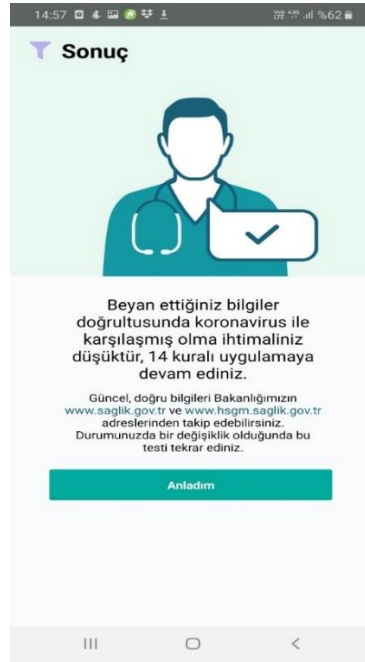 14:57 %62
Sonuç
Beyan ettiğiniz bilgiler
doğrultusunda koronavirus ile
karşılaşmış olma ihtimaliniz
düşüktür, 14 kuralı uygulamaya
devam ediniz.
Güncel, doğru bilgileri Bakanlığımızın
www.saglik.gov.tr ve www.hsgm.saglik.gov.tr
adreslerinden takip edebilirsiniz.
Durumunuzda bir değişiklik olduğunda bu
testi tekrar ediniz.
Anladım